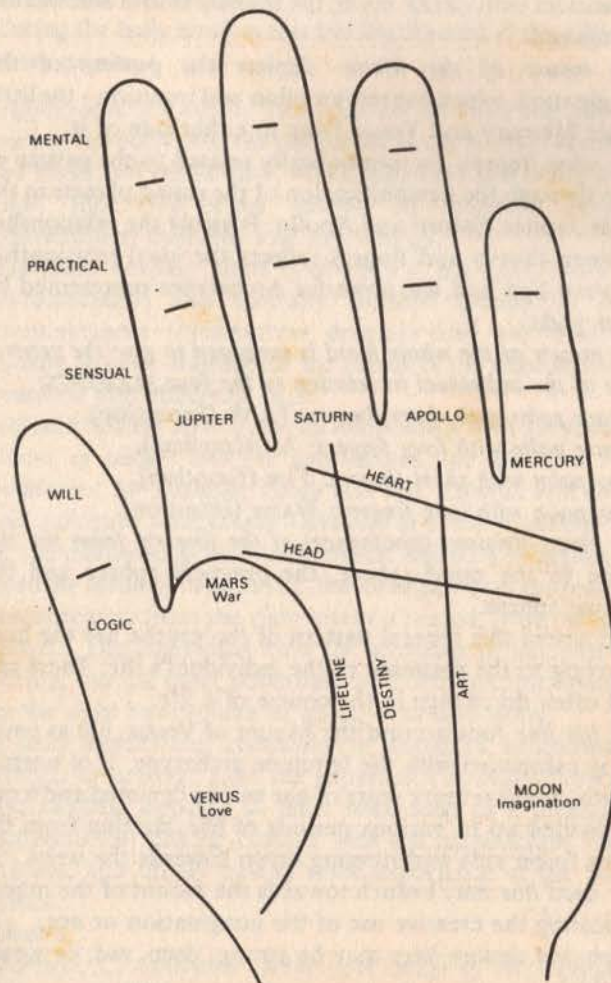 MENTAL
PRACTICAL
SENSUAL
JUPITER
SATURN
APOLLO
MERCURY
HEART
WILL
HEAD
MARS
War
LOGIC
LIFELINE
DESTINY
ART
VENUS
Love
MOON
Imagination